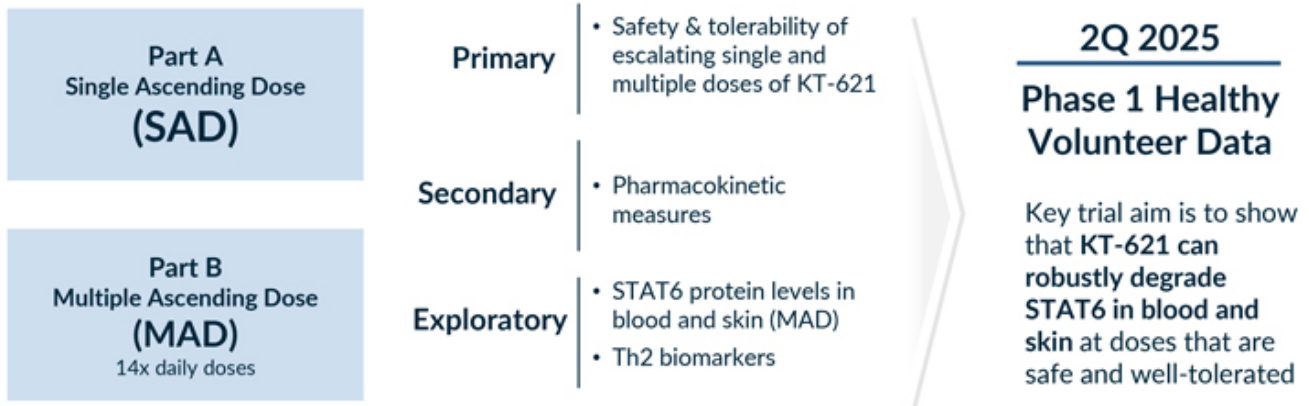 Part A
Single Ascending Dose
(SAD)
Part B
Multiple Ascending Dose
(MAD)
14x daily doses
Primary
• Safety & tolerability of
escalating single and
multiple doses of KT-621
Secondary
• Pharmacokinetic
measures
Exploratory
• STAT6 protein levels in
blood and skin (MAD)
• Th2 biomarkers
2Q 2025
Phase 1 Healthy
Volunteer Data
Key trial aim is to show
that KT-621 can
robustly degrade
STAT6 in blood and
skin at doses that are
safe and well-tolerated